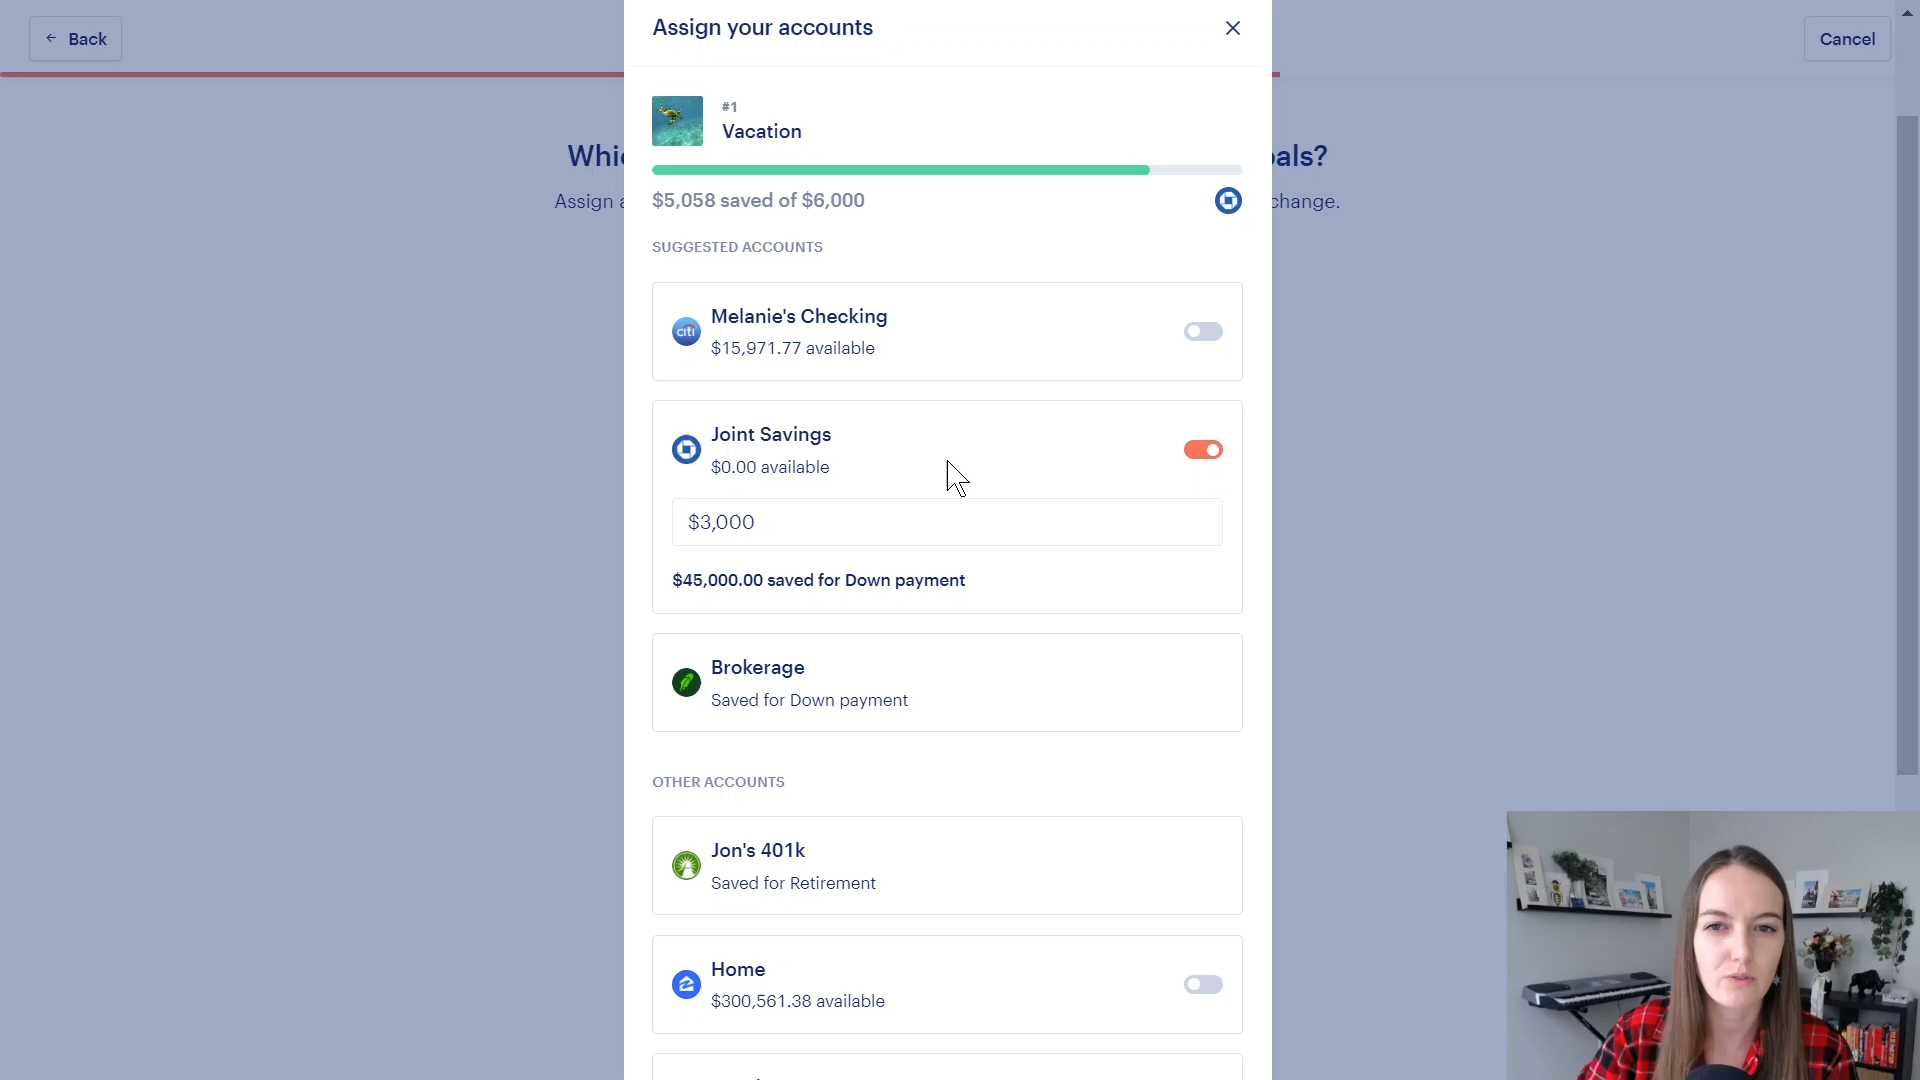 ← Back
Assign your accounts
Cancel
#1
Vacation
Whi
als?
Assign
change.
$5,058 saved of $6,000
SUGGESTED ACCOUNTS
citi
Melanie's Checking
$15,971.77 available
Joint Savings
$0.00 available
$3,000
$45,000.00 saved for Down payment
Brokerage
Saved for Down payment
OTHER ACCOUNTS
Jon's 401k
Saved for Retirement
Home
$300,561.38 available